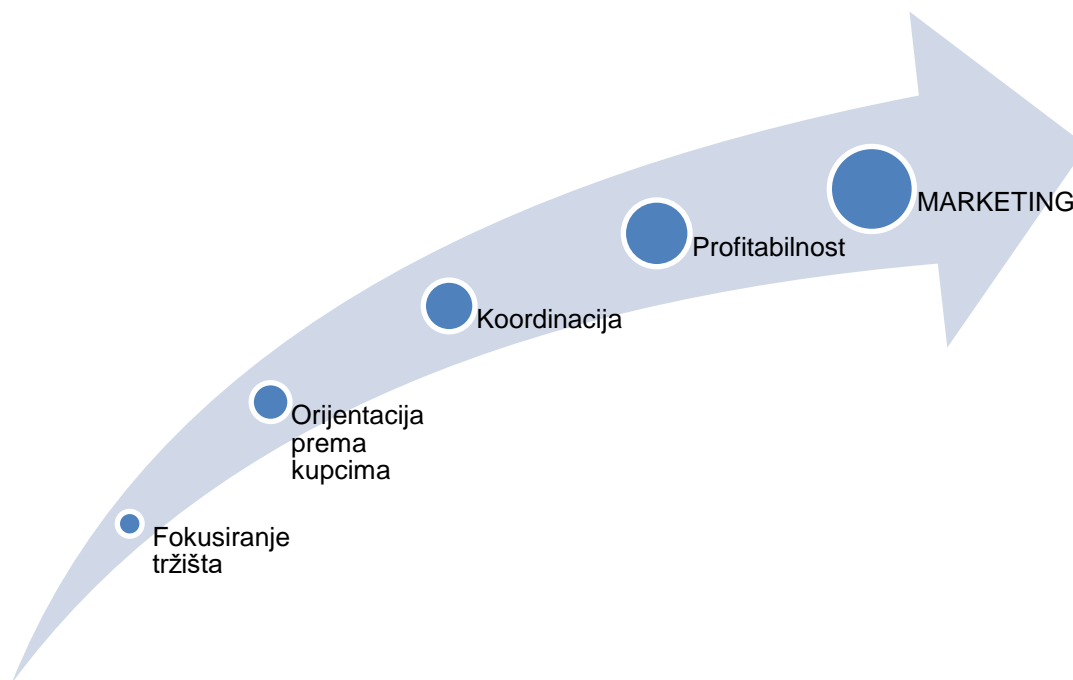 MARKETING
Profitabilnost
Koordinacija
Orijentacija
prema
kupcima
Fokusiranje
tržišta